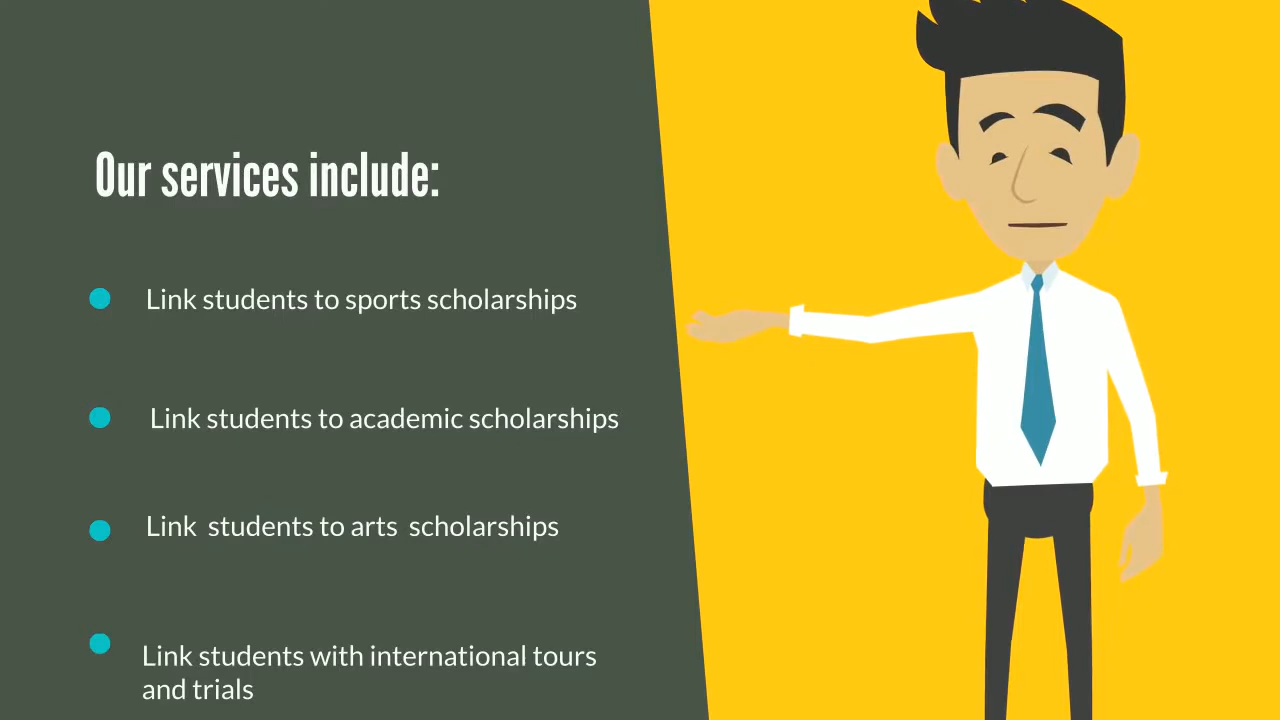 Our services include:
Link students to sports scholarships
Link students to academic scholarships
Link students to arts scholarships
Link students with international tours
and trials